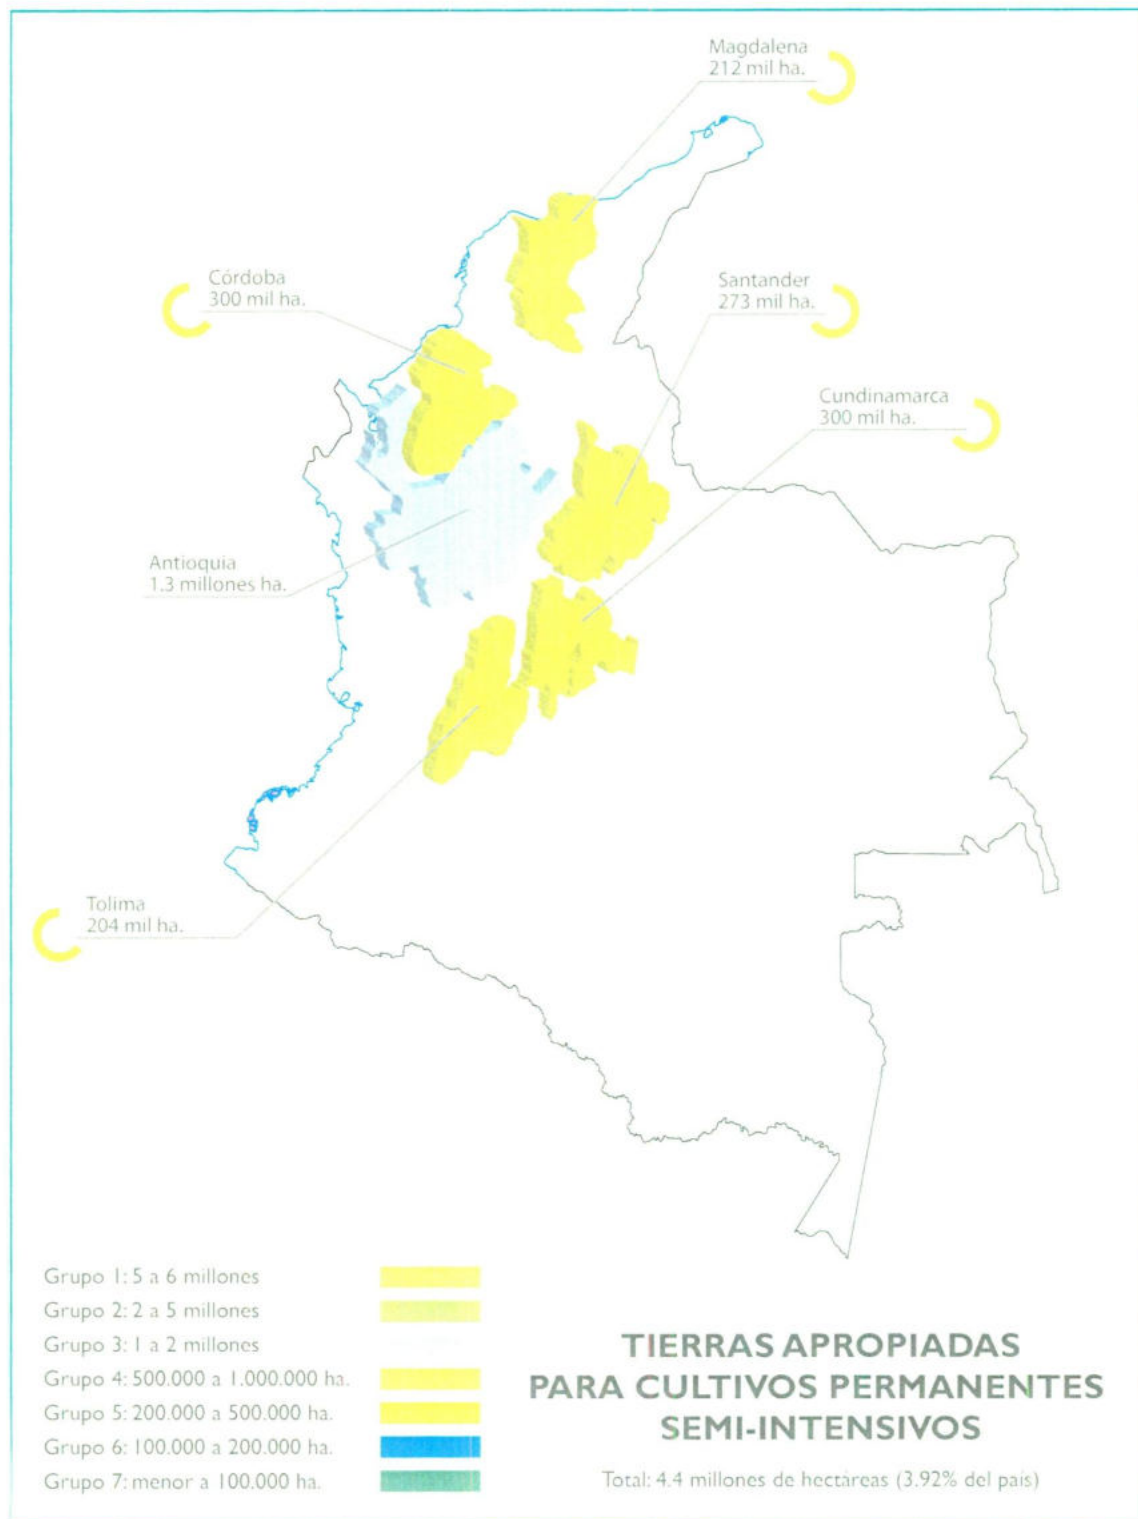 Magdalena
212 mil ha.
Córdoba
300 mil ha.
Santander
273 mil ha.
Cundinamarca
300 mil ha.
Antioquia
1.3 millones ha.
Tolima
204 mil ha.
Grupo 1: 5 a 6 millones
Grupo 2: 2 a 5 millones
Grupo 3: 1 a 2 millones
Grupo 4: 500.000 a 1.000.000 ha.
Grupo 5: 200.000 a 500.000 ha.
Grupo 6: 100.000 a 200.000 ha.
Grupo 7: menor a 100.000 ha.
TIERRAS APROPIADAS
PARA CULTIVOS PERMANENTES
SEMI-INTENSIVOS
Total: 4.4 millones de hectáreas (3.92% del país)